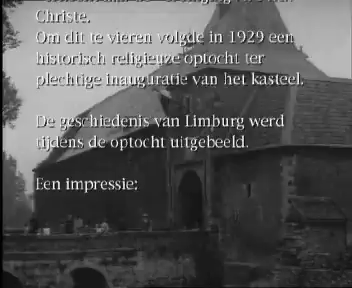 Christe.
Om dit te vieren volgde in 1929 een
historisch religieuze optocht ter
plechtige inauguratie van het kasteel.
De geschiedenis van Limburg werd
tijdens de optocht uitgebeeld.
Een impressie: